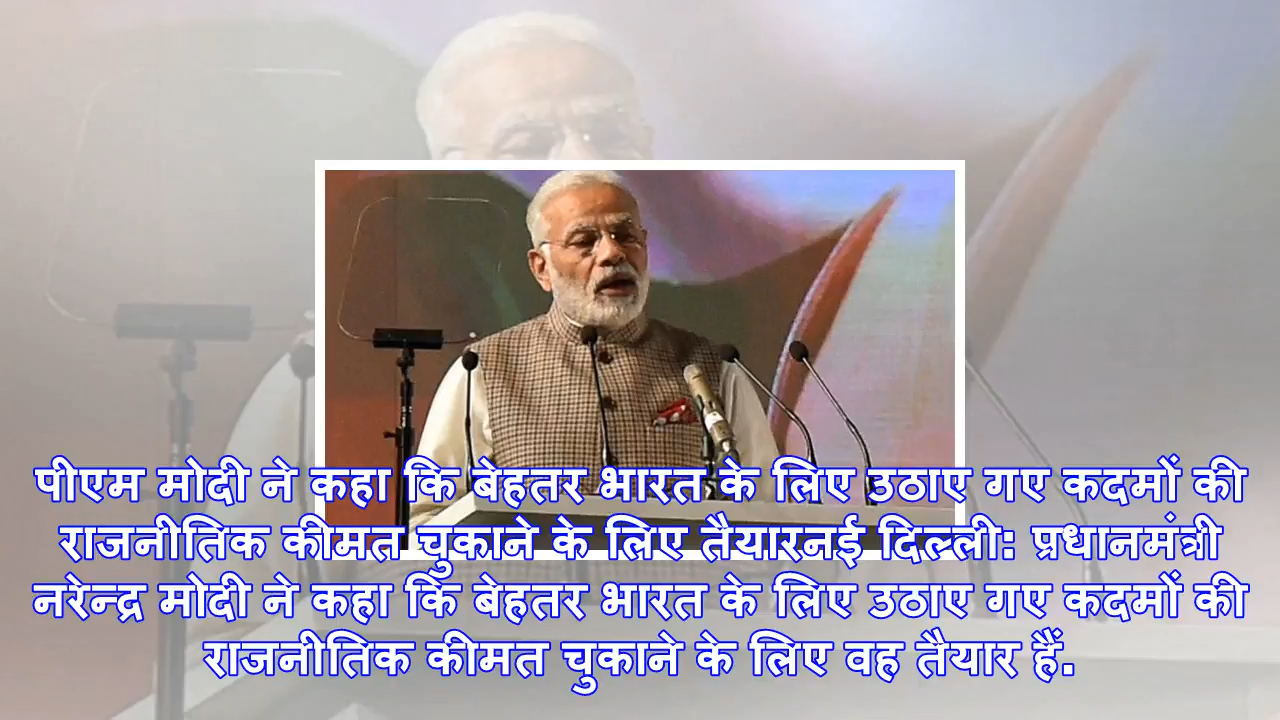 पीएम मोदी ने कहा कि बेहतर भारत के लिए उठाए गए कदमों की
राजनीतिक कीमत चुकाने के लिए तैयारनई दिल्ली: प्रधानमंत्री
नरेन्द्र मोदी ने कहा कि बेहतर भारत के लिए उठाए गए कदमों की
राजनीतिक कीमत चुकाने के लिए वह तैयार हैं.